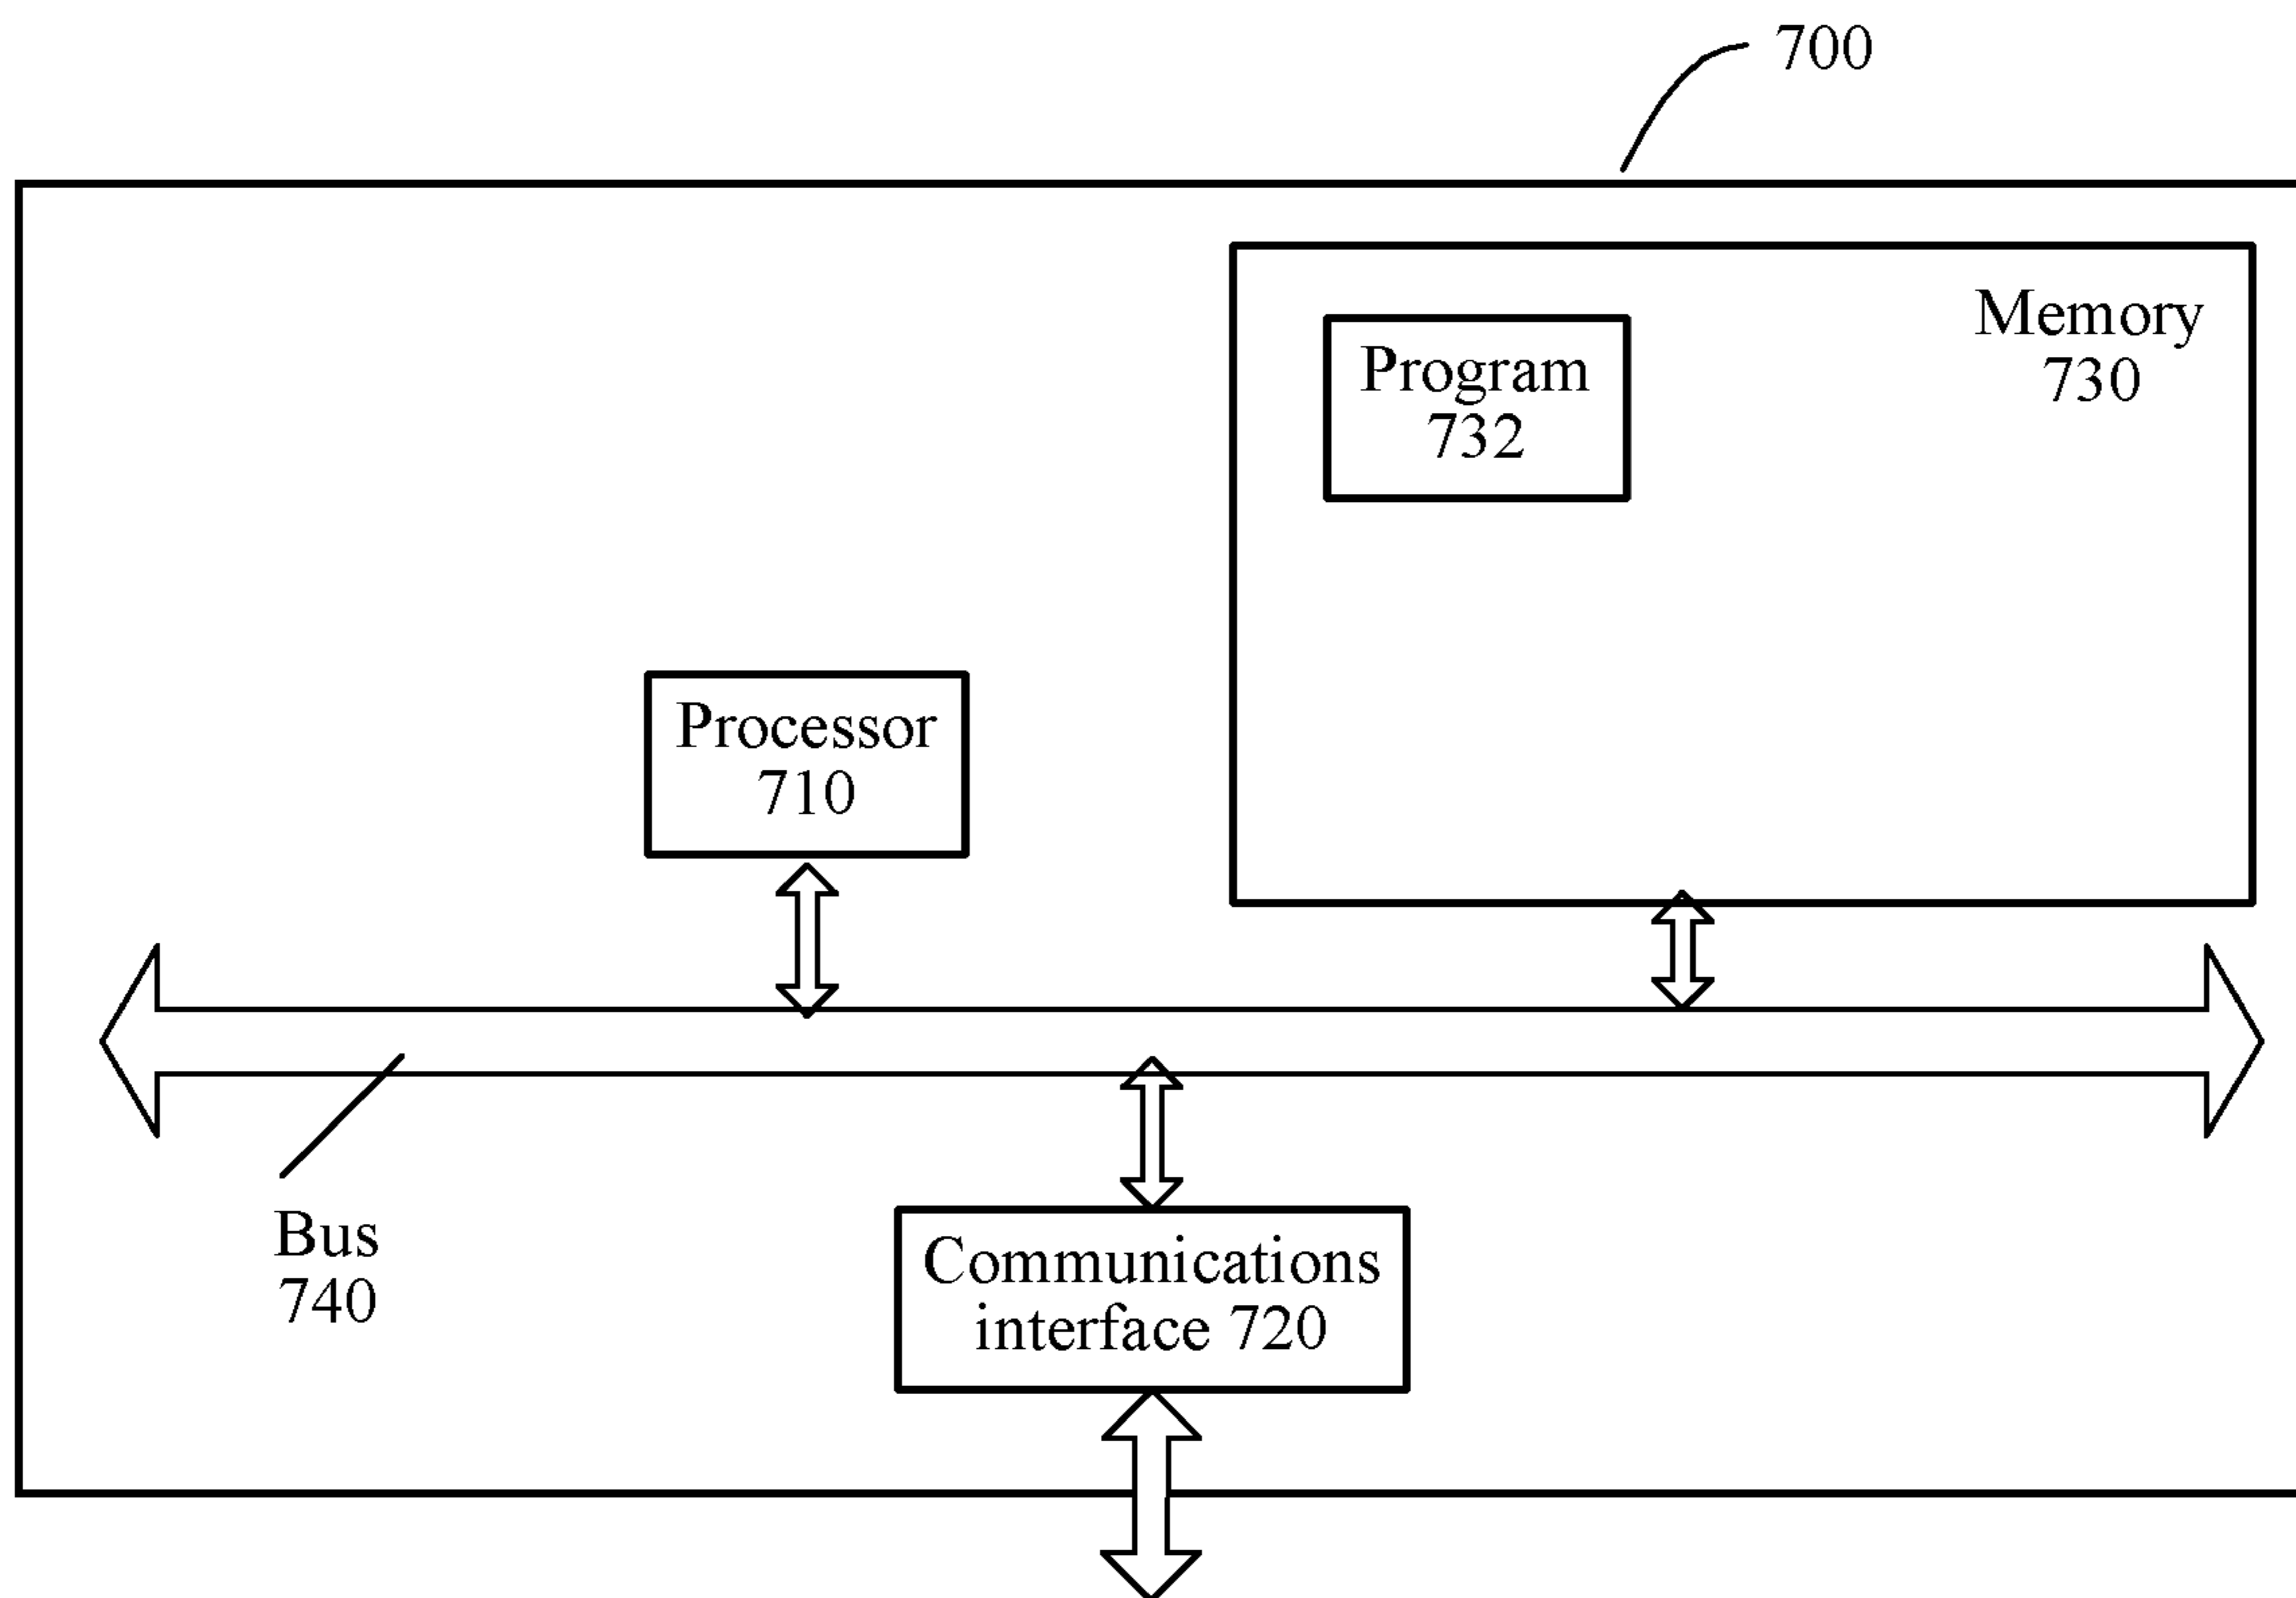 700
Memory
730
Program
732
Processor
710
Bus
740
Communications
interface 720